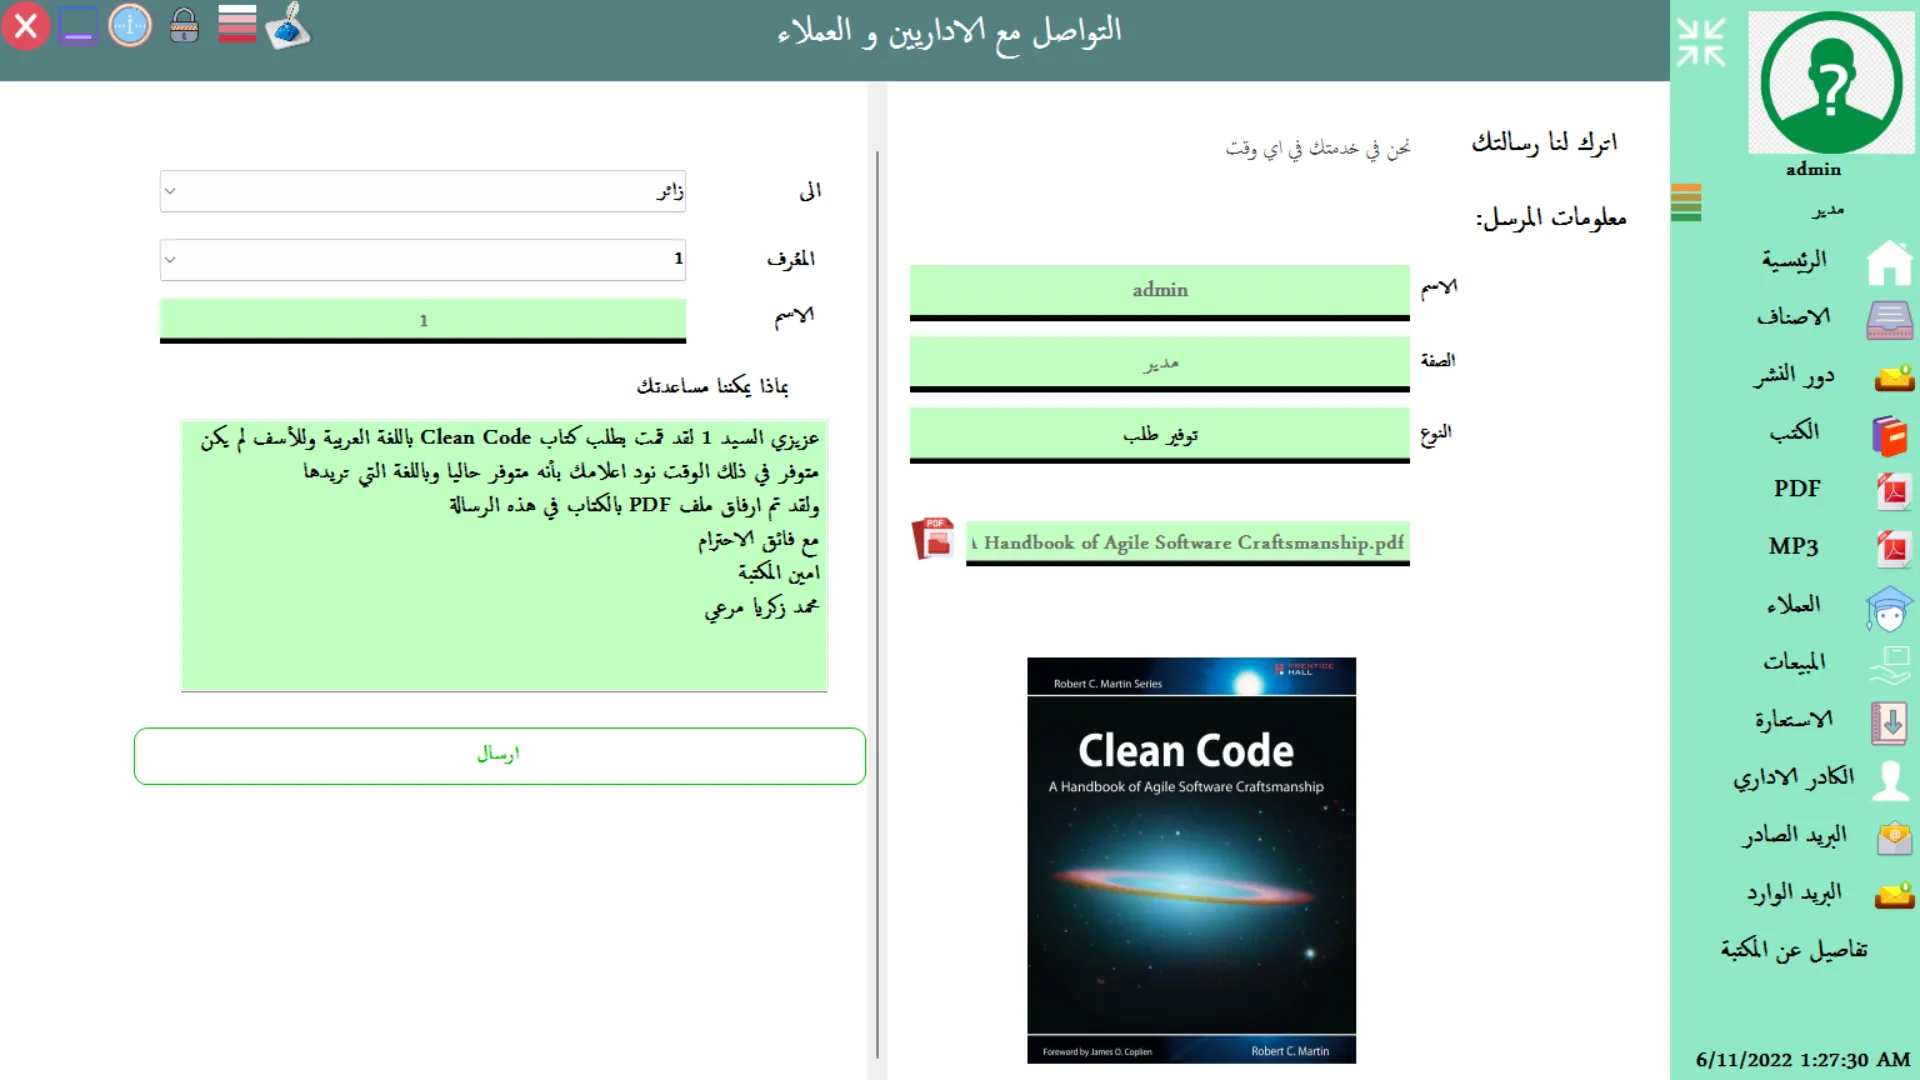 التواصل مع الاداريين و العملاء
admin
مدير
الرئيسية
الاصناف
دور النشر
الكتب
PDF
MP3
العملاء
المبيعات
الاستعارة
الكادر الاداري
البريد الصادر
البريد الوارد
تفاصيل عن المكتبة
6/11/2022 1:27:30 AM
اترك لنا رسالتك
نحن في خدمتك في اي وقت
معلومات المرسل:
الاسم
admin
الصفة
مدير
النوع
توفير طلب
PDF
Handbook of Agile Software Craftsmanship.pdf
Robert C. Martin Series
PRENTICE HALL
Clean Code
A Handbook of Agile Software Craftsmanship
Foreword by James O. Coplien
Robert C. Martin
الى
زائر
المعرف
1
الاسم
1
بماذا يمكننا مساعدتك
عزيزي السيد 1 لقد قمت بطلب كتاب Clean Code باللغة العربية وللأسف لم يكن
متوفر في ذلك الوقت نود اعلامك بأنه متوفر حاليا وباللغة التي تريدها
ولقد تم ارفاق ملف PDF بالكتاب في هذه الرسالة
مع فائق الاحترام
امين المكتبة
محمد زكريا مرعي
ارسال